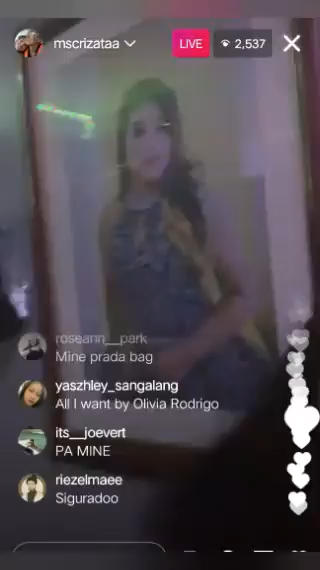 mscrizataa
LIVE
2,537
roseann__park
Mine prada bag
yaszhley_sangalang
All I want by Olivia Rodrigo
its__joevert
PA MINE
riezelmaee
Siguradoo